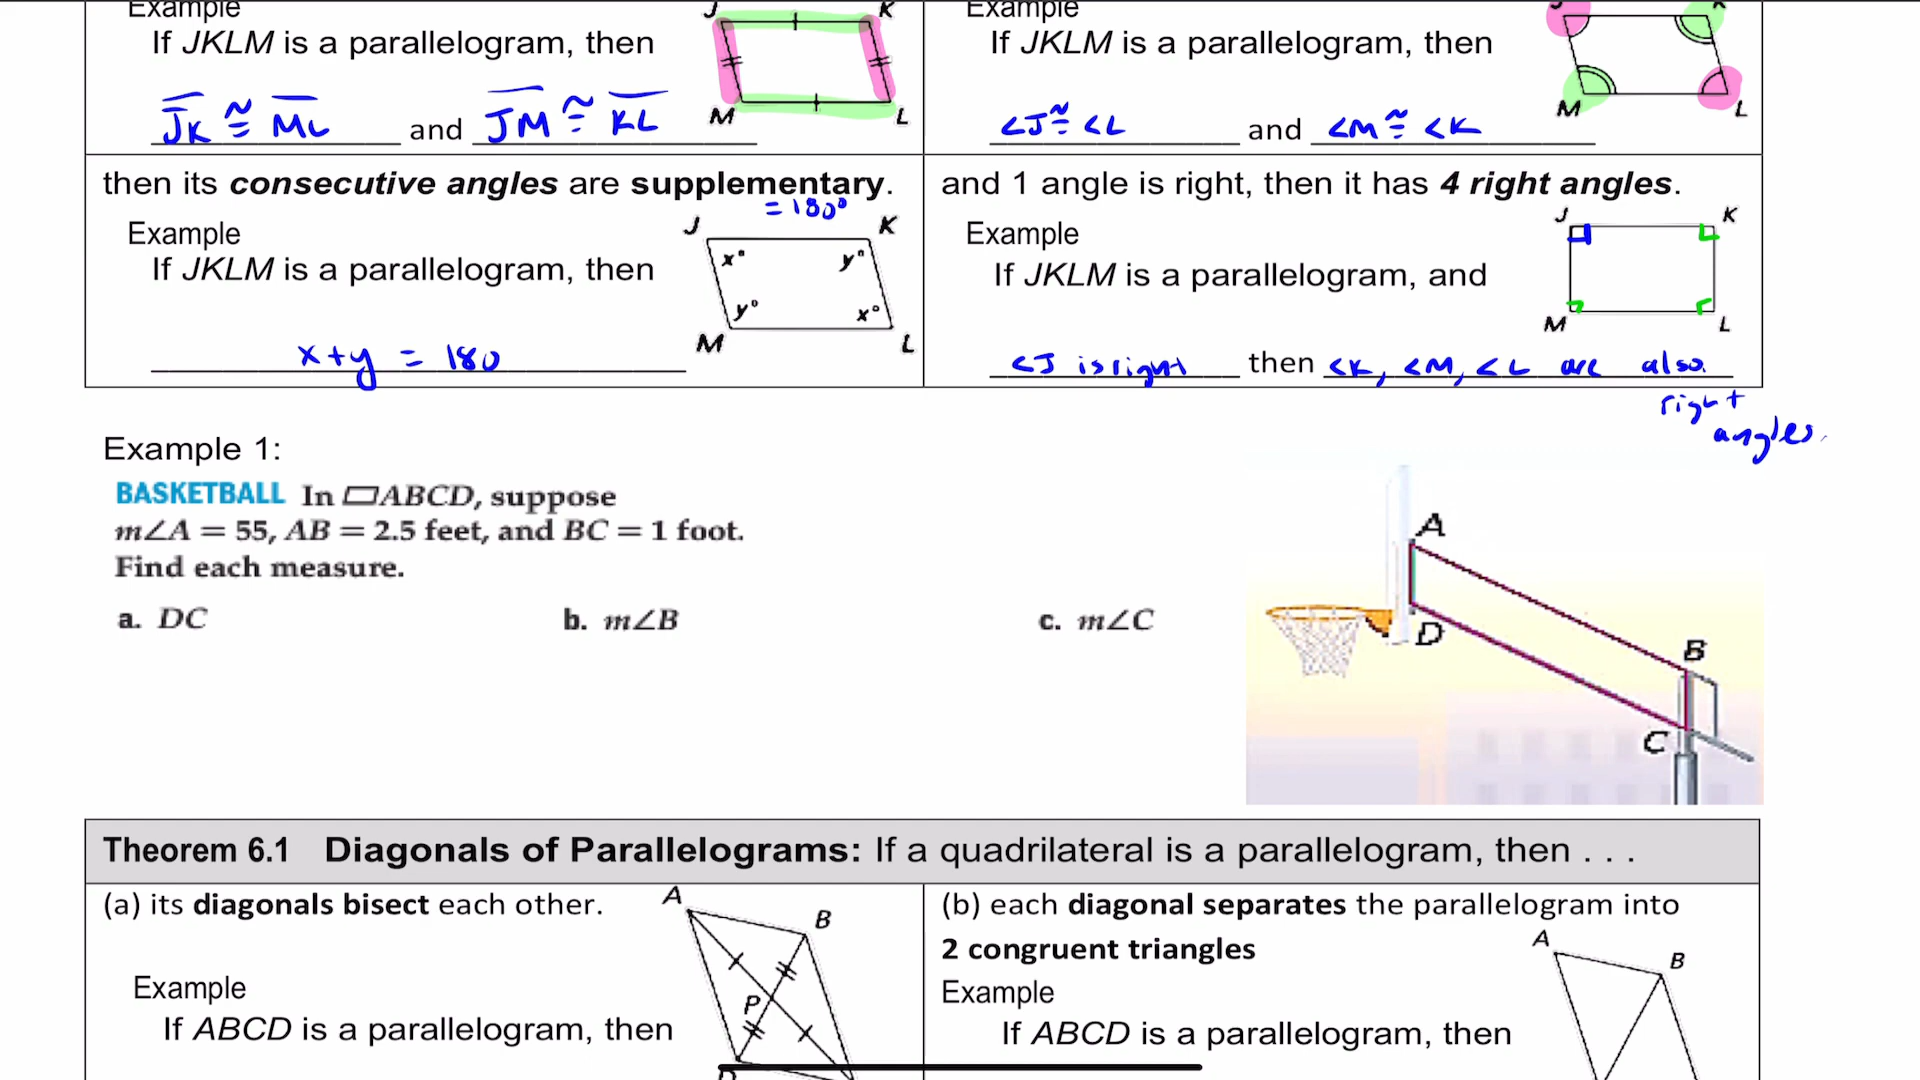 Example
If JKLM is a parallelogram, then
JK ≅ ML and JM ≅ KL
J K
M L
Example
If JKLM is a parallelogram, then
<J ≅ <L and <M ≅ <K
M L
then its consecutive angles are supplementary.
= 180°
Example
If JKLM is a parallelogram, then
x + y = 180
J K
x° y°
y° x°
M L
and 1 angle is right, then it has 4 right angles.
Example
If JKLM is a parallelogram, and
<J is right then <K, <M, <L are also
right
angles.
J K
M L
Example 1:
BASKETBALL In ▱ABCD, suppose
m∠A = 55, AB = 2.5 feet, and BC = 1 foot.
Find each measure.
a. DC b. m∠B c. m∠C
A
D
B
C
Theorem 6.1 Diagonals of Parallelograms: If a quadrilateral is a parallelogram, then . . .
(a) its diagonals bisect each other.
Example
If ABCD is a parallelogram, then
A
B
P
(b) each diagonal separates the parallelogram into
2 congruent triangles
Example
If ABCD is a parallelogram, then
A
B